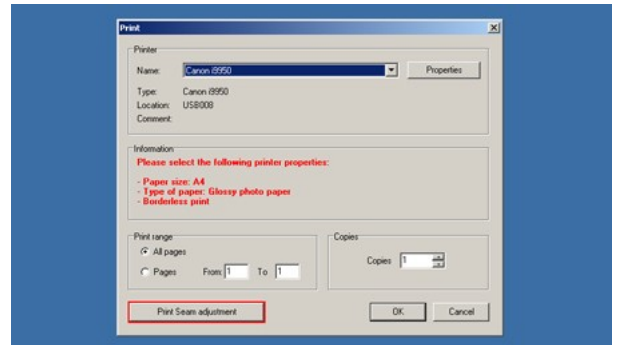 Print
Printer
Name: Canon i9950 Properties
Type: Canon i9950
Location: USB008
Comment:
Information
Please select the following printer properties:
- Paper size: A4
- Type of paper: Glossy photo paper
- Borderless print
Print range Copies
All pages
Copies 1
Pages From: 1 To 1
Print Seam adjustment OK Cancel